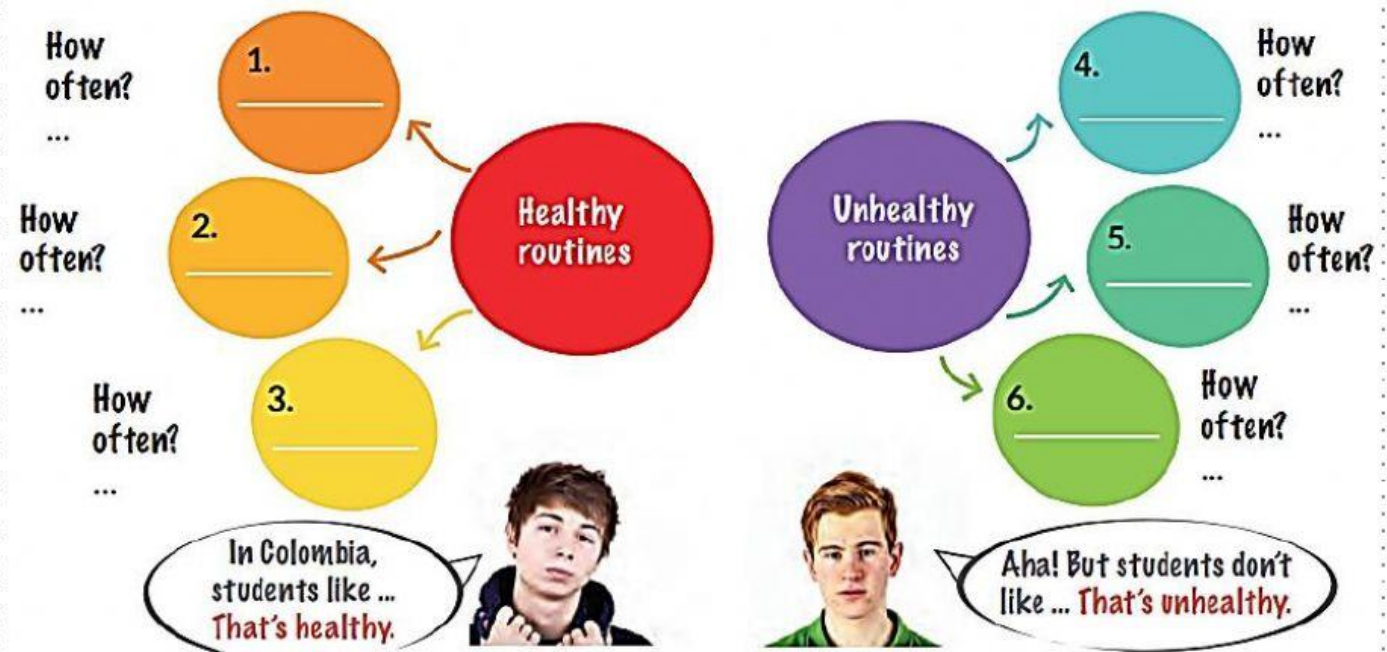 How
often?
...
1.
How
often?
...
2.
How
often?
...
3.
Healthy
routines
Unhealthy
routines
4.
How
often?
...
5.
How
often?
...
6.
How
often?
...
In Colombia,
students like ...
That's healthy.
Aha! But students don't
like ... That's unhealthy.